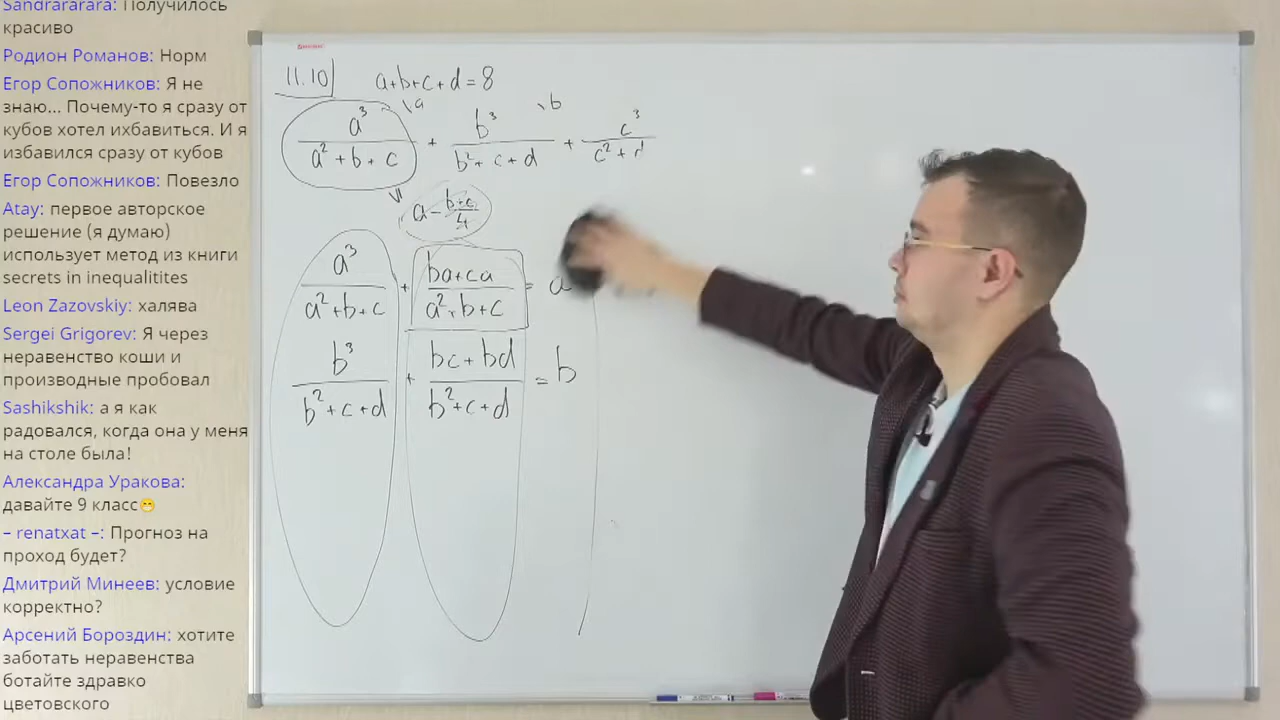 Sandrararara: Получилось
красиво
Родион Романов: Норм
Егор Сопожников: Я не
знаю... Почему-то я сразу от
кубов хотел ихбавиться. И я
избавился сразу от кубов
Егор Сопожников: Повезло
Atay: первое авторское
решение (я думаю)
использует метод из книги
secrets in inequalitites
Leon Zazovskiy: халява
Sergei Grigorev: Я через
неравенство коши и
производные пробовал
Sashikshik: а я как
радовался, когда она у меня
на столе была!
Александра Уракова:
давайте 9 класс😁
– renatxat –: Прогноз на
проход будет?
Дмитрий Минеев: условие
корректно?
Арсений Бороздин: хотите
заботать неравенства
ботайте здравко
цветовского
11.10 a+b+c+d=8
\a \b
a³/(a²+b+c) + b³/(b²+c+d) + c³/(c²+d
a - (b+c)/4
a³/(a²+b+c) + (ba+ca)/(a²+b+c) = a
b³/(b²+c+d) + (bc+bd)/(b²+c+d) = b